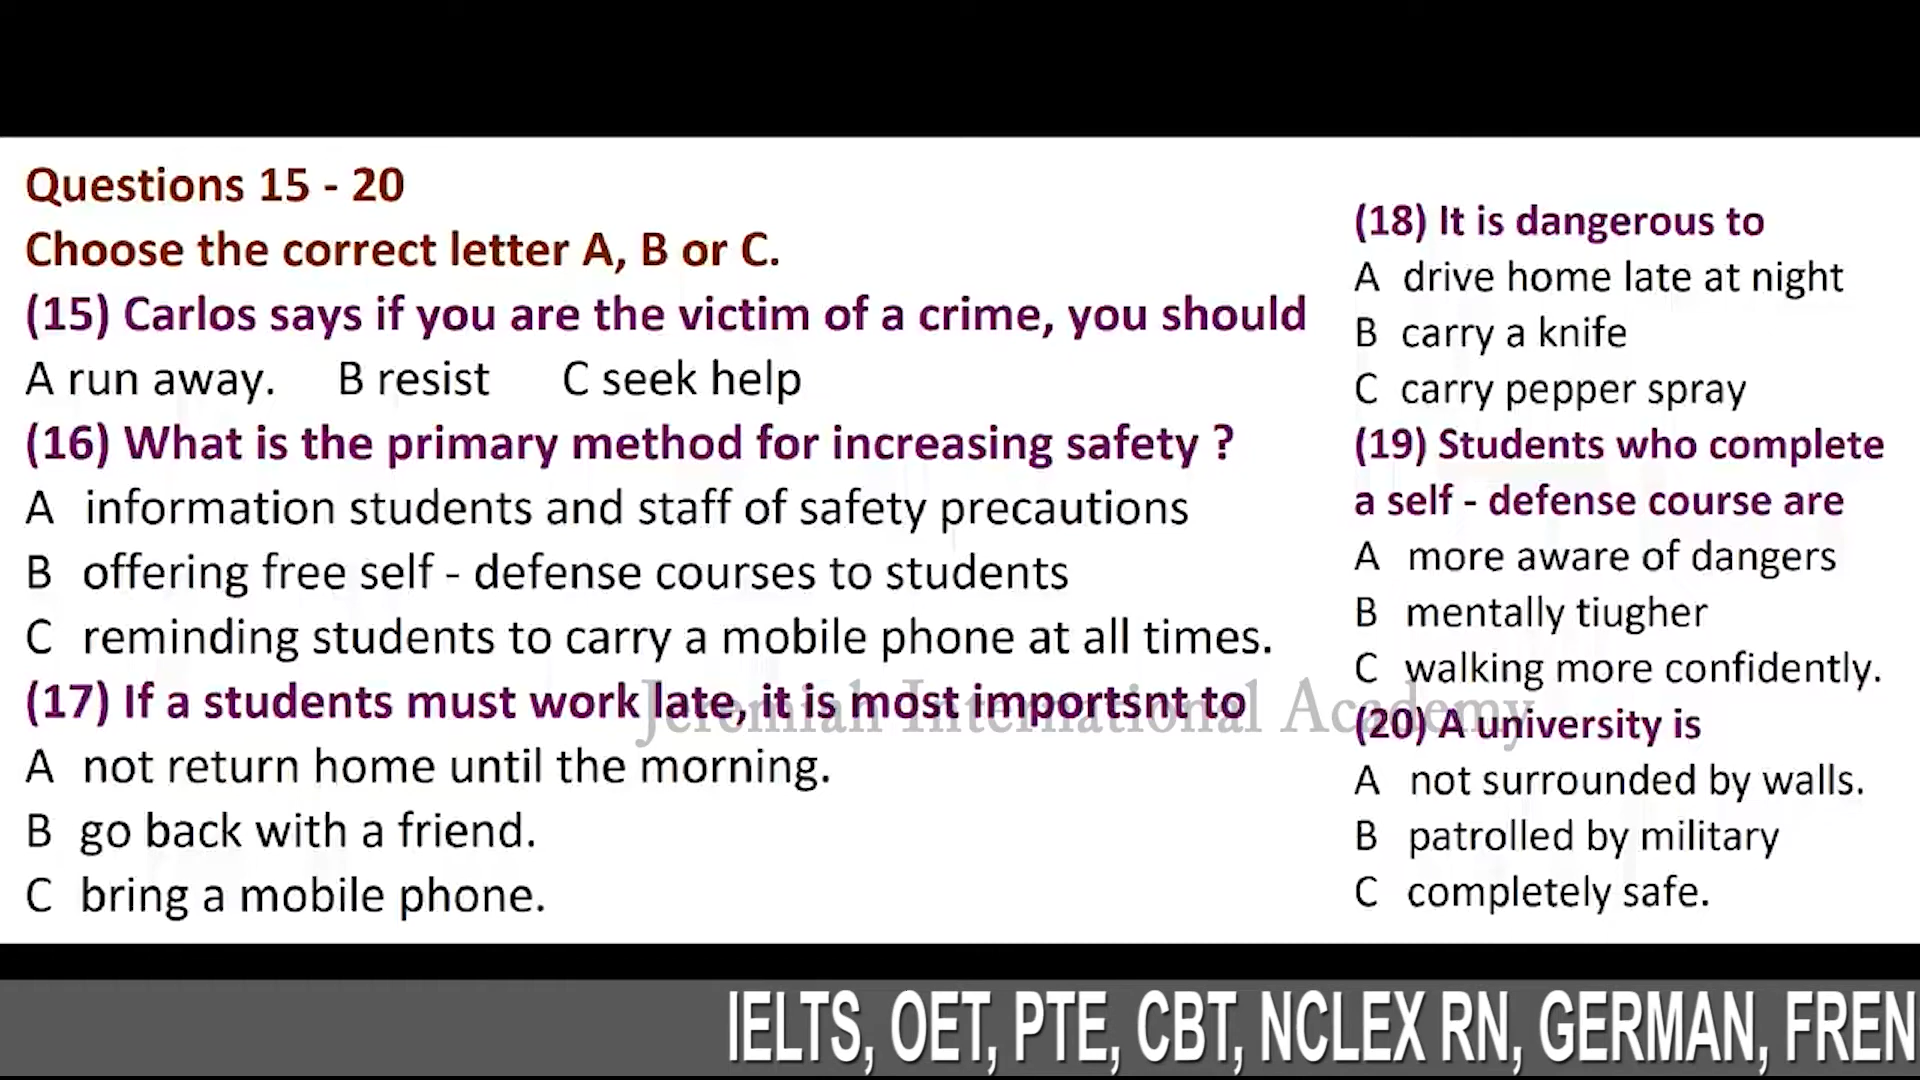 Questions 15 - 20
Choose the correct letter A, B or C.
(15) Carlos says if you are the victim of a crime, you should
A run away. B resist C seek help
(16) What is the primary method for increasing safety ?
A information students and staff of safety precautions
B offering free self - defense courses to students
C reminding students to carry a mobile phone at all times.
(17) If a students must work late, it is most importsnt to
A not return home until the morning.
B go back with a friend.
C bring a mobile phone.
(18) It is dangerous to
A drive home late at night
B carry a knife
C carry pepper spray
(19) Students who complete
a self - defense course are
A more aware of dangers
B mentally tiugher
C walking more confidently.
(20) A university is
A not surrounded by walls.
B patrolled by military
C completely safe.
Jeremiah International Academy
IELTS, OET, PTE, CBT, NCLEX RN, GERMAN, FREN